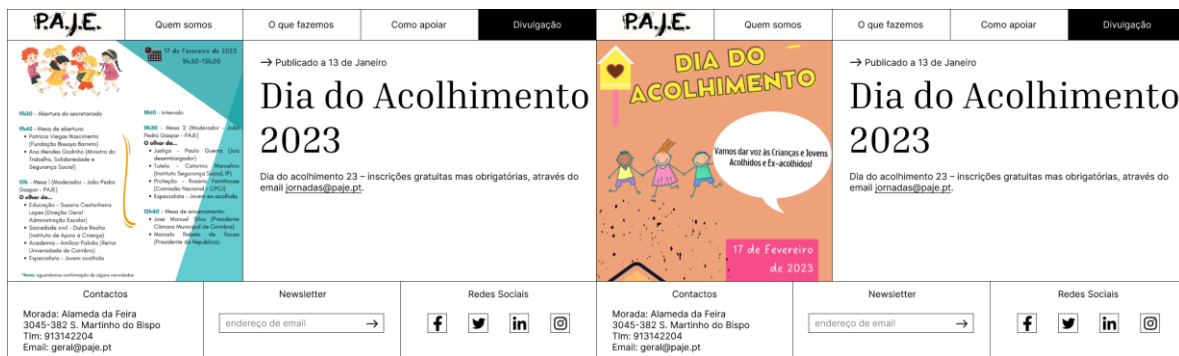 P.A.J.E.
Quem somos
O que fazemos
Como apoiar
Divulgação
17 de Fevereiro de 2023
9h30-13h00
9h30 - Abertura do secretariado
9h45 - Mesa de abertura:
• Patrícia Viegas Nascimento
(Fundação Bissaya Barreto)
• Ana Mendes Godinho (Ministra do
Trabalho, Solidariedade e
Segurança Social)
10h - Mesa 1 (Moderador - João Pedro
Gaspar - PAJE)
O olhar da...
• Educação - Susana Castanheira
Lopes (Direção Geral
Administração Escolar)
• Sociedade civil - Dulce Rocha
(Instituto de Apoio à Criança)
• Academia - Amílcar Falcão (Reitor
Universidade de Coimbra)
• Especialista - Jovem acolhida
11h10 - Intervalo
11h30 - Mesa 2 (Moderador - João
Pedro Gaspar - PAJE)
O olhar da...
• Justiça - Paulo Guerra (Juiz
desembargador)
• Tutela - Catarina Marcelino
(Instituto Segurança Social, IP)
• Proteção - Rosário Farmhouse
(Comissão Nacional - CPCJ)
• Especialista - Jovem ex-acolhida
12h40 - Mesa de encerramento:
• José Manuel Silva (Presidente
Câmara Municipal de Coimbra)
• Marcelo Rebelo de Sousa
(Presidente da República)
*Nota: aguardamos confirmação de alguns convidados
→ Publicado a 13 de Janeiro
Dia do Acolhimento
2023
Dia do acolhimento 23 – inscrições gratuitas mas obrigatórias, através do
email jornadas@paje.pt.
Contactos
Morada: Alameda da Feira
3045-382 S. Martinho do Bispo
Tlm: 913142204
Email: geral@paje.pt
Newsletter
endereço de email →
Redes Sociais
P.A.J.E.
Quem somos
O que fazemos
Como apoiar
Divulgação
DIA DO
ACOLHIMENTO
Vamos dar voz às Crianças e Jovens
Acolhidos e Ex-acolhidos!
17 de Fevereiro
de 2023
→ Publicado a 13 de Janeiro
Dia do Acolhimento
2023
Dia do acolhimento 23 – inscrições gratuitas mas obrigatórias, através do
email jornadas@paje.pt.
Contactos
Morada: Alameda da Feira
3045-382 S. Martinho do Bispo
Tlm: 913142204
Email: geral@paje.pt
Newsletter
endereço de email →
Redes Sociais